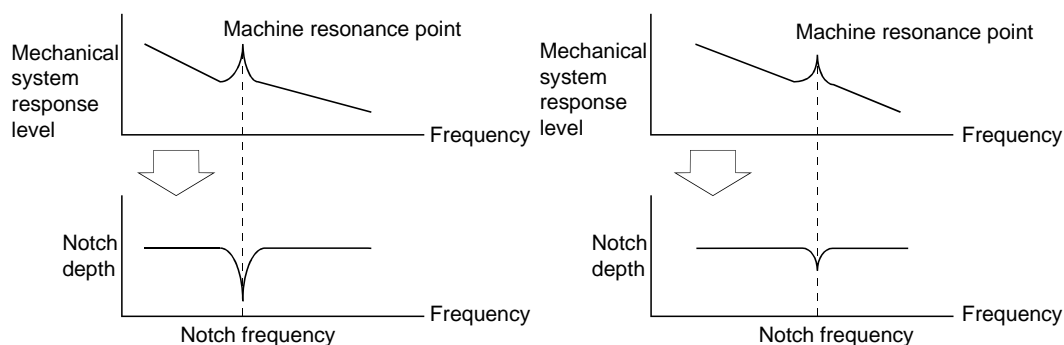 Machine resonance point
Mechanical
system
response
level
Frequency
Notch
depth
Frequency
Notch frequency
Machine resonance point
Mechanical
system
response
level
Frequency
Notch
depth
Frequency
Notch frequency